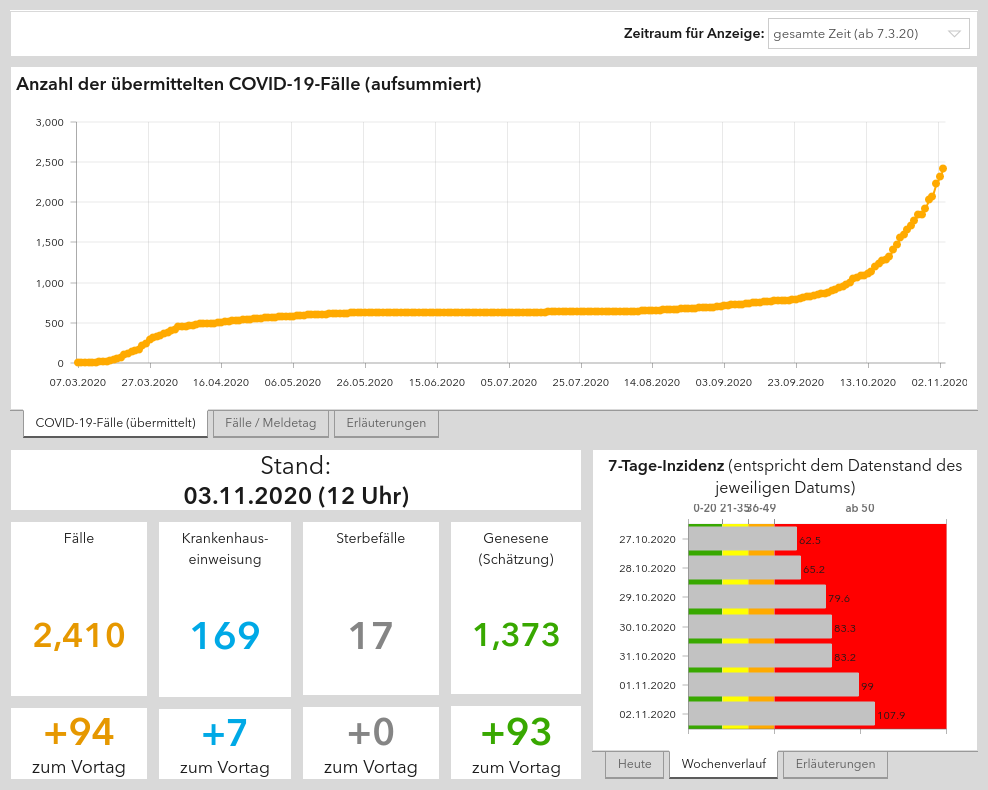 Zeitraum für Anzeige: gesamte Zeit (ab 7.3.20)
Anzahl der übermittelten COVID-19-Fälle (aufsummiert)
3,000
2,500
2,000
1,500
1,000
500
0
07.03.2020 27.03.2020 16.04.2020 06.05.2020 26.05.2020 15.06.2020 05.07.2020 25.07.2020 14.08.2020 03.09.2020 23.09.2020 13.10.2020 02.11.2020
COVID-19-Fälle (übermittelt) Fälle / Meldetag Erläuterungen
Stand:
03.11.2020 (12 Uhr)
Fälle
2,410
+94
zum Vortag
Krankenhaus-
einweisung
169
+7
zum Vortag
Sterbefälle
17
+0
zum Vortag
Genesene
(Schätzung)
1,373
+93
zum Vortag
7-Tage-Inzidenz (entspricht dem Datenstand des
jeweiligen Datums)
0-20 21-35 36-49 ab 50
27.10.2020 62.5
28.10.2020 65.2
29.10.2020 79.6
30.10.2020 83.3
31.10.2020 83.2
01.11.2020 99
02.11.2020 107.9
Heute Wochenverlauf Erläuterungen